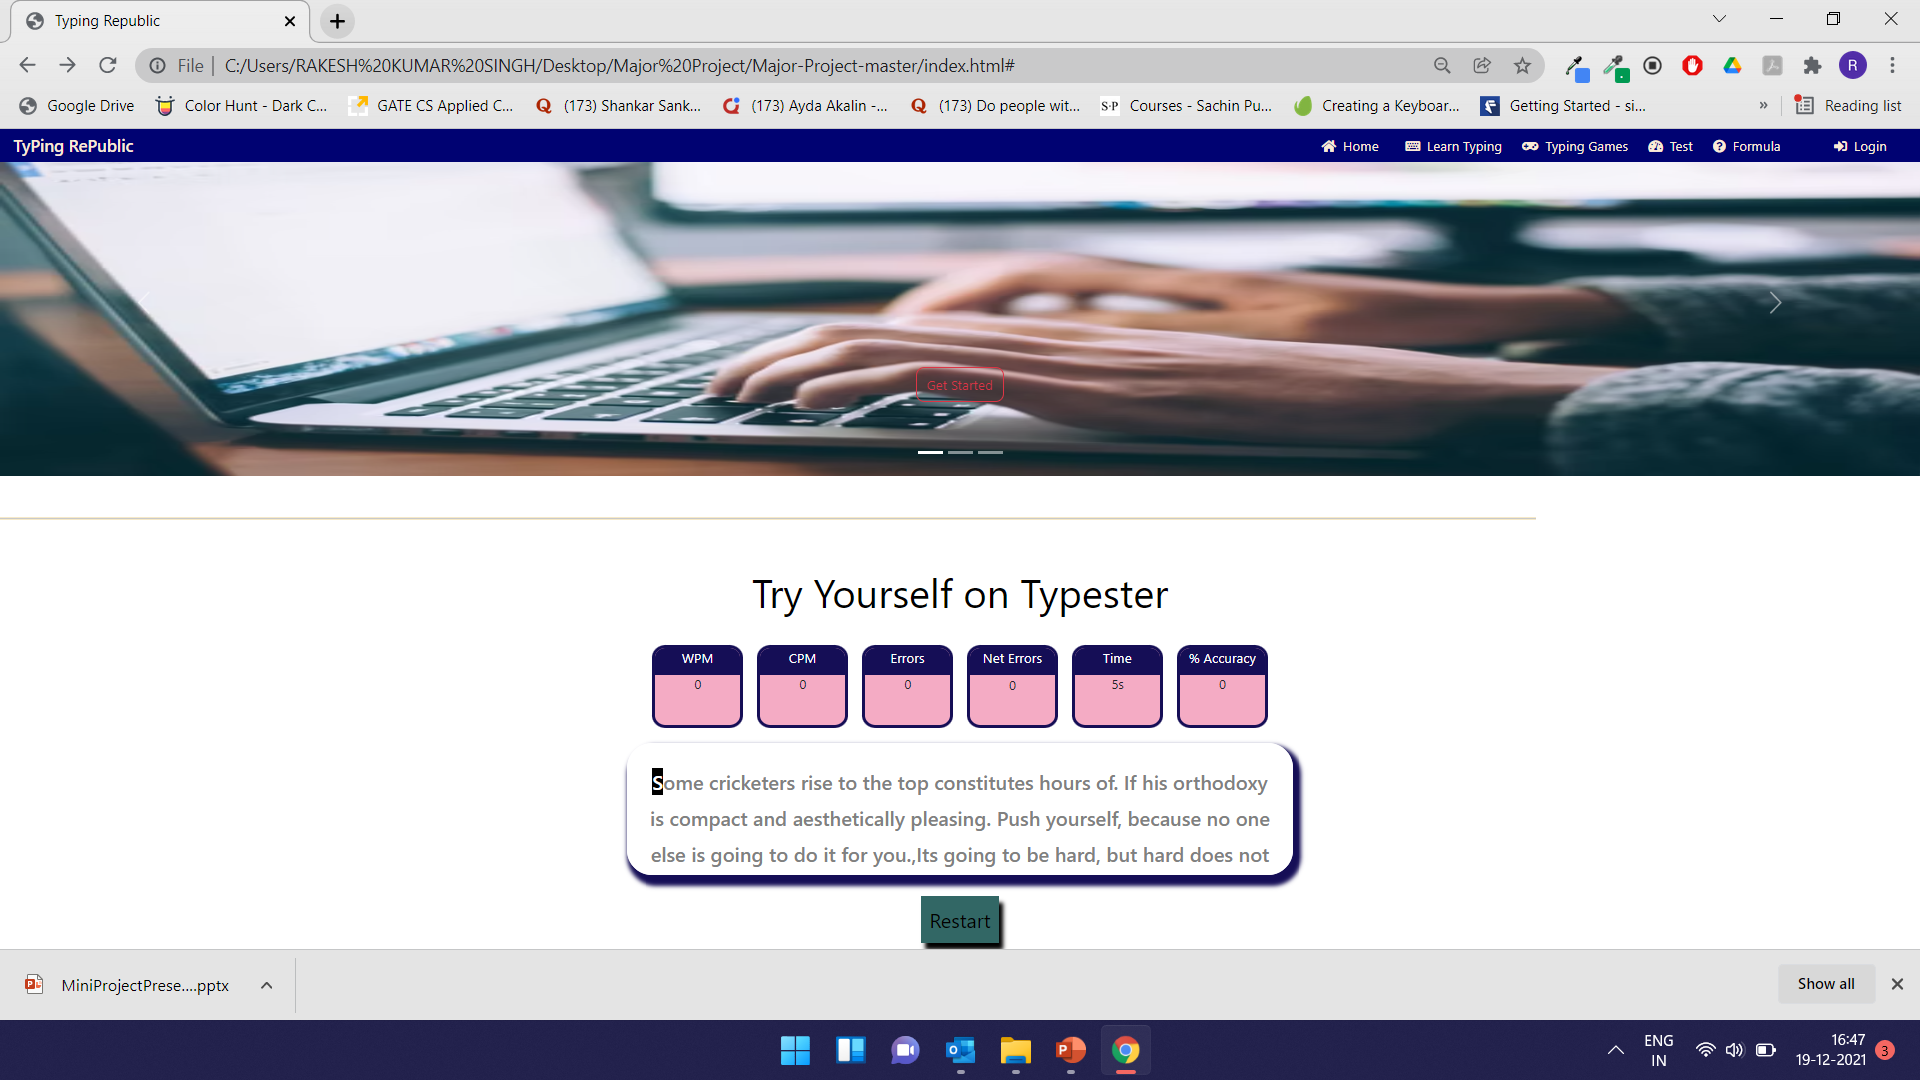 Typing Republic
File | C:/Users/RAKESH%20KUMAR%20SINGH/Desktop/Major%20Project/Major-Project-master/index.html#
R
Google Drive Color Hunt - Dark C... GATE CS Applied C... (173) Shankar Sank... (173) Ayda Akalin -... (173) Do people wit... S·P Courses - Sachin Pu... Creating a Keyboar... Getting Started - si... » Reading list
TyPing RePublic Home Learn Typing Typing Games Test Formula Login
Get Started
Try Yourself on Typester
WPM CPM Errors Net Errors Time % Accuracy
0 0 0 0 5s 0
Some cricketers rise to the top constitutes hours of. If his orthodoxy
is compact and aesthetically pleasing. Push yourself, because no one
else is going to do it for you.,Its going to be hard, but hard does not
Restart
MiniProjectPrese....pptx Show all
ENG 16:47
IN 19-12-2021 3